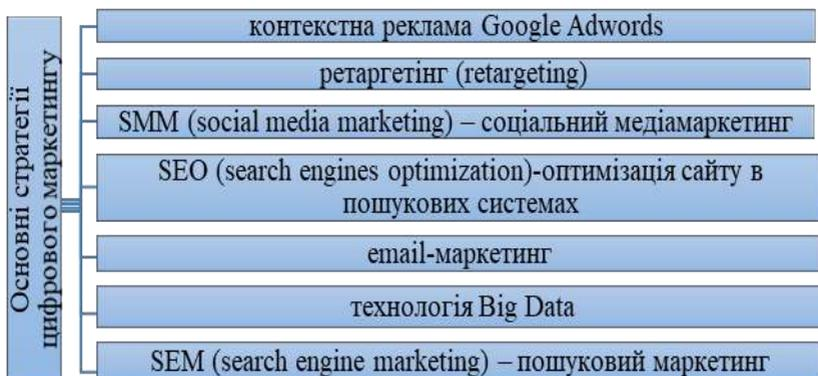 Основні стратегії
цифрового маркетингу
контекстна реклама Google Adwords
ретаргетінг (retargeting)
SMM (social media marketing) – соціальний медіамаркетинг
SEO (search engines optimization)-оптимізація сайту в
пошукових системах
email-маркетинг
технологія Big Data
SEM (search engine marketing) – пошуковий маркетинг